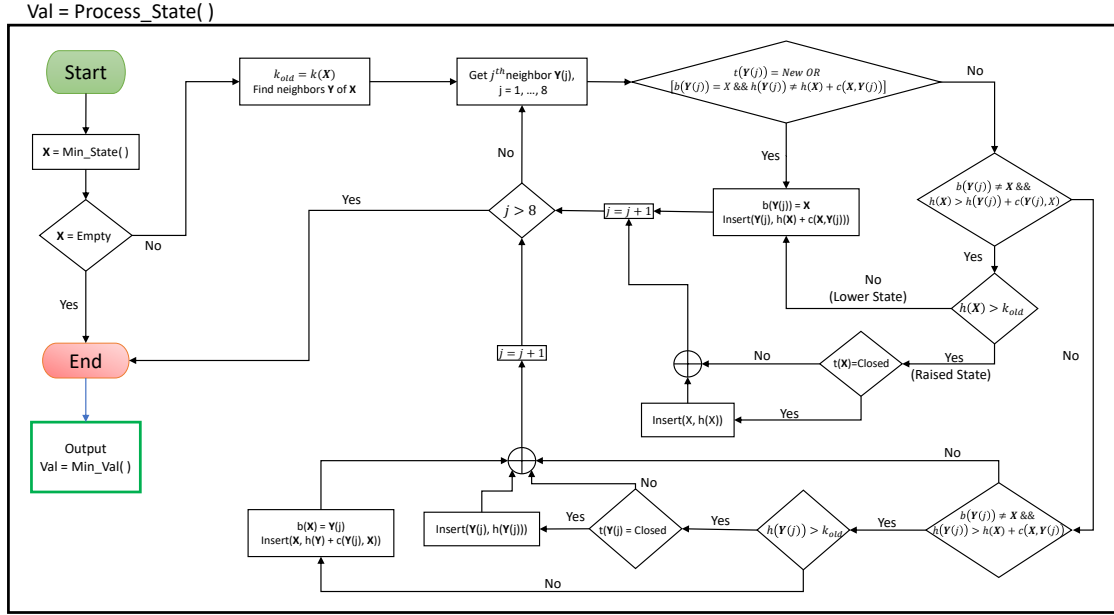 Val = Process_State( )
Start
X = Min_State( )
X = Empty
No
Yes
End
Output
Val = Min_Val( )
k_old = k(X)
Find neighbors Y of X
Get j^th neighbor Y(j),
j = 1, …, 8
t(Y(j)) = New OR
[b(Y(j)) = X && h(Y(j)) ≠ h(X) + c(X,Y(j))]
No
Yes
b(Y(j)) = X
Insert(Y(j), h(X) + c(X,Y(j)))
j = j + 1
j > 8
No
Yes
b(Y(j)) ≠ X &&
h(X) > h(Y(j)) + c(Y(j), X)
Yes
No
h(X) > k_old
No
(Lower State)
Yes
(Raised State)
t(X)=Closed
No
Yes
Insert(X, h(X))
j = j + 1
b(Y(j)) ≠ X &&
h(Y(j)) > h(X) + c(X,Y(j))
No
Yes
h(Y(j)) > k_old
Yes
No
t(Y(j) = Closed
No
Yes
Insert(Y(j), h(Y(j)))
b(X) = Y(j)
Insert(X, h(Y) + c(Y(j), X))